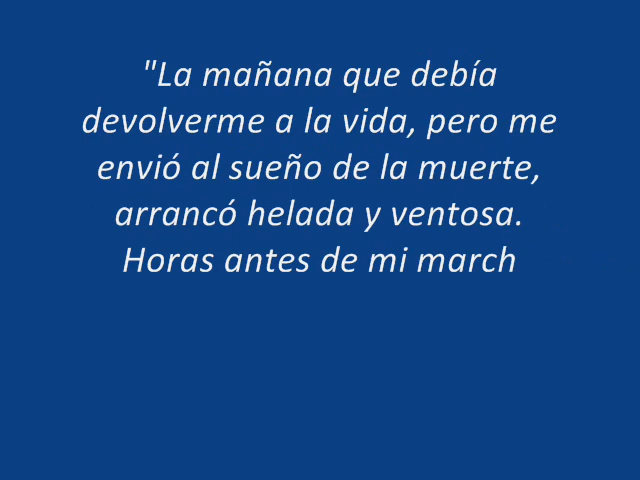 "La mañana que debía
devolverme a la vida, pero me
envió al sueño de la muerte,
arrancó helada y ventosa.
Horas antes de mi march